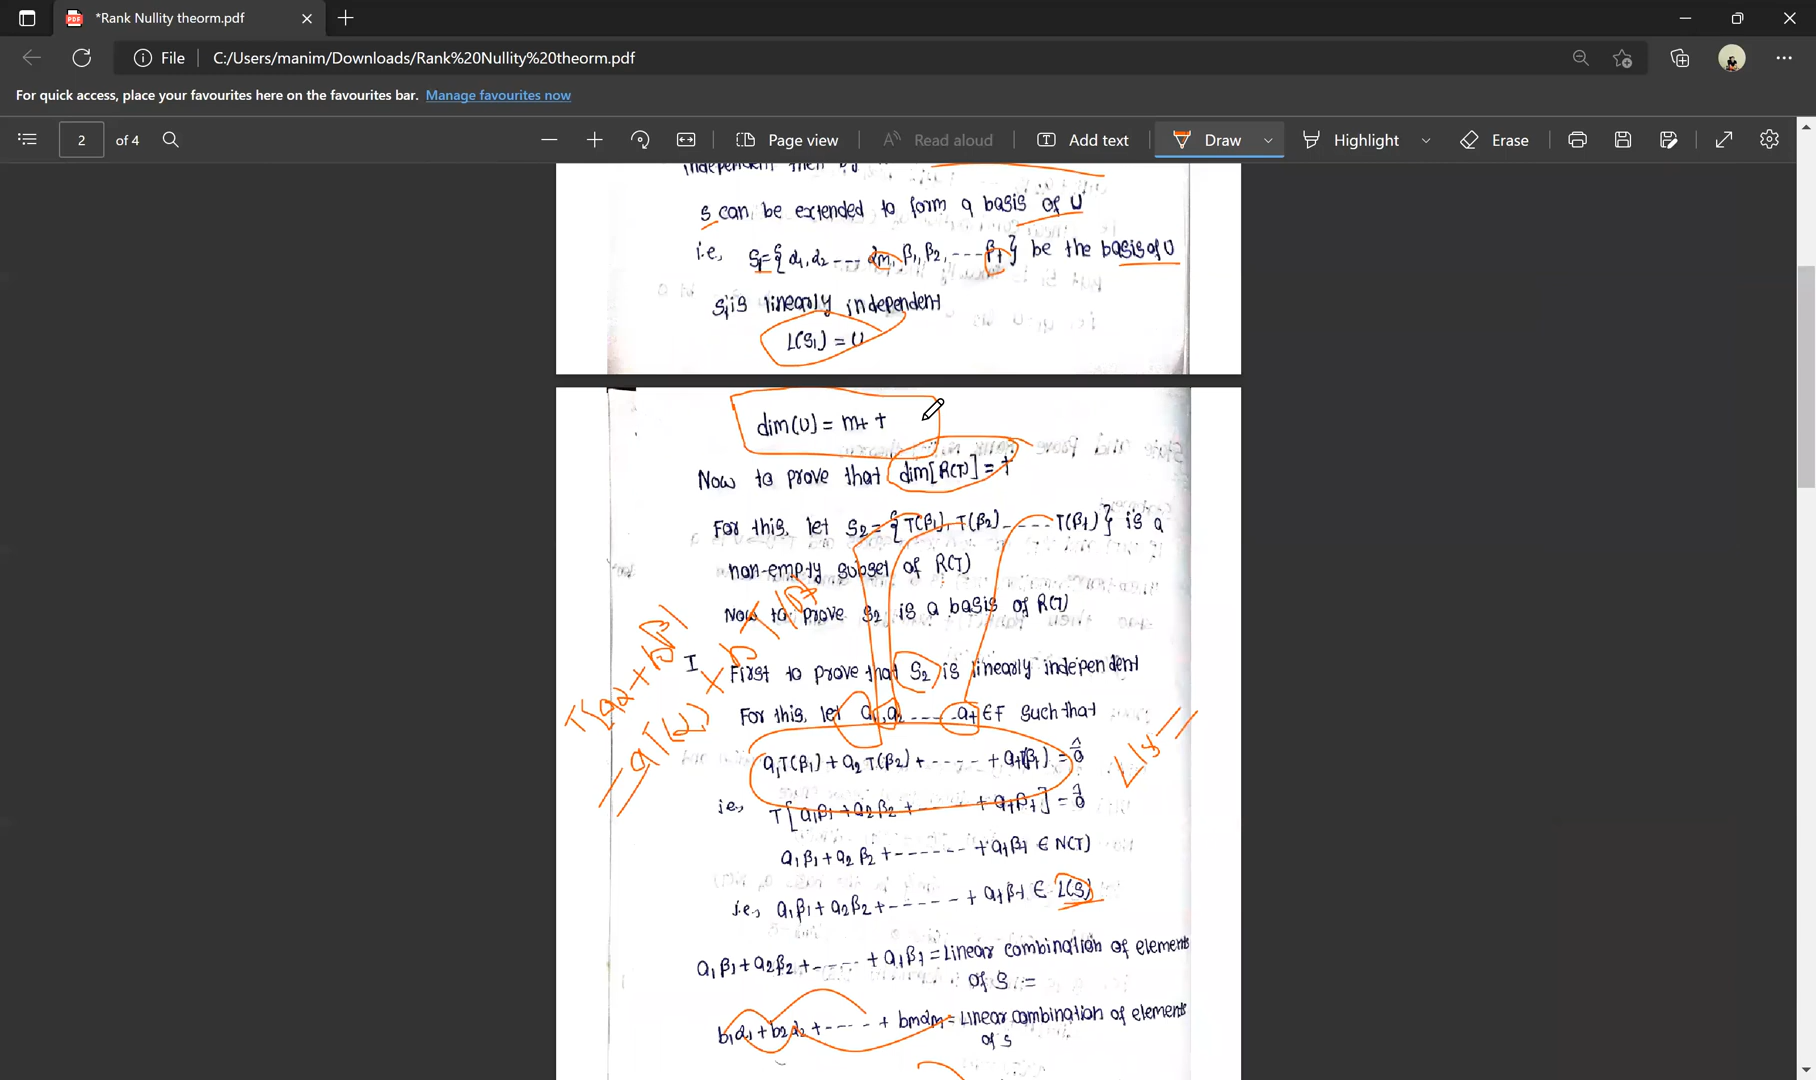 *Rank Nullity theorm.pdf
File C:/Users/manim/Downloads/Rank%20Nullity%20theorm.pdf
For quick access, place your favourites here on the favourites bar. Manage favourites now
2 of 4 Page view Read aloud Add text Draw Highlight Erase
independent then
S can be extended to form a basis of U
i.e, S₁={α₁,α₂ .... αm, β₁, β₂, ....βt} be the basis of U
S₁ is linearly independent
L(S₁) = U
dim(U) = m+t
Now to prove that dim[R(T)] = t
For this, let S₂ = {T(β₁), T(β₂)..... T(βt)} is a
non-empty subset of R(T)
Now to prove S₂ is a basis of R(T)
I First to prove that S₂ is linearly independent
For this, let a₁,a₂.....at ∈F such that
a₁T(β₁) + a₂T(β₂) + ..... + atT(βt) = ô
i.e, T[a₁β₁ + a₂β₂ + ..... + atβt] = ô
a₁β₁ + a₂β₂ + ...... + atβt ∈ N(T)
i.e, a₁β₁ + a₂β₂ + ...... + atβt ∈ L(S)
a₁β₁ + a₂β₂ + ..... + atβt = Linear combination of elements
of S :=
b₁α₁ + b₂α₂ + ..... + bmαm = Linear combination of elements
of s